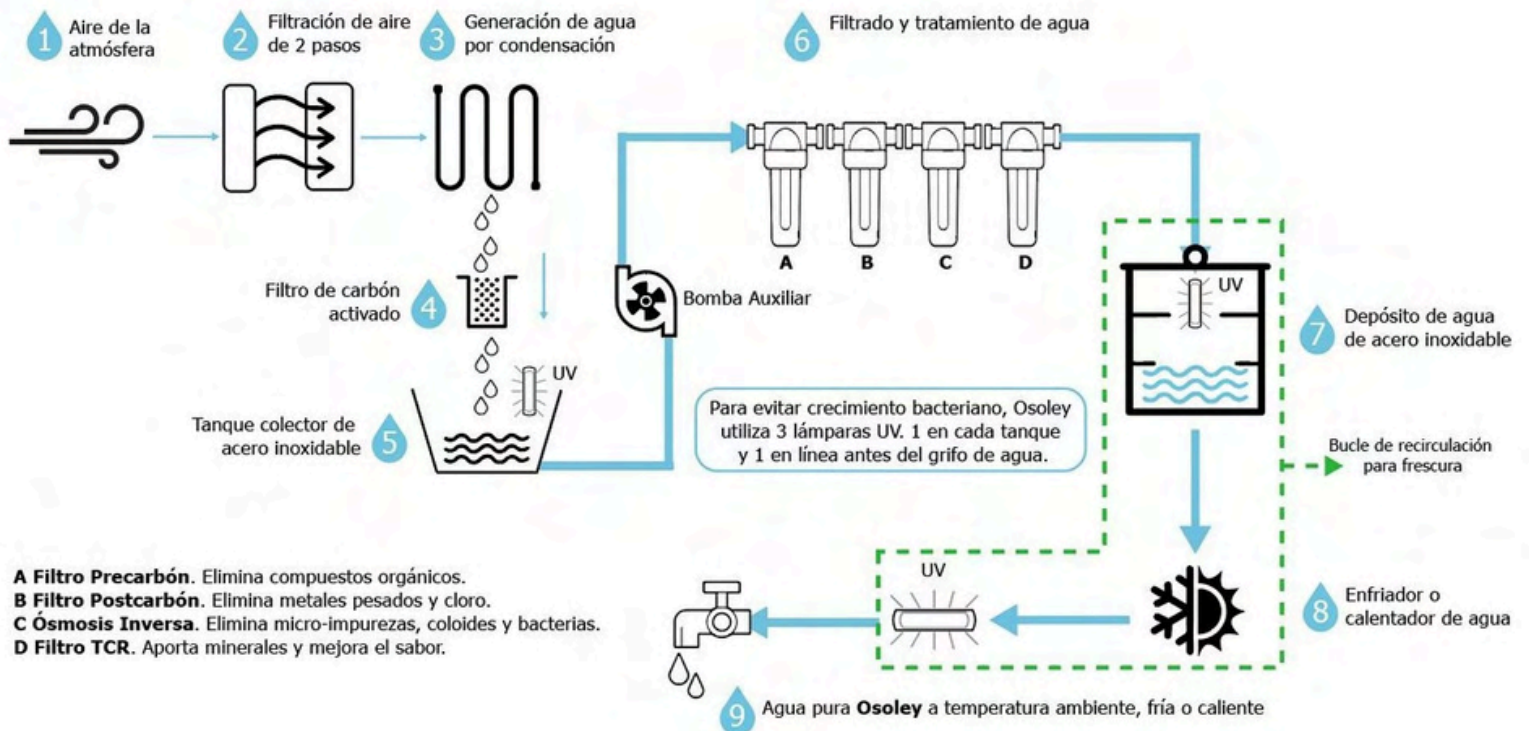 1
Aire de la
atmósfera
2
Filtración de aire
de 2 pasos
3
Generación de agua
por condensación
6
Filtrado y tratamiento de agua
A
B
C
D
Filtro de carbón
activado
4
Bomba Auxiliar
UV
7
Depósito de agua
de acero inoxidable
UV
Tanque colector de
acero inoxidable
5
Para evitar crecimiento bacteriano, Osoley
utiliza 3 lámparas UV. 1 en cada tanque
y 1 en línea antes del grifo de agua.
Bucle de recirculación
para frescura
A Filtro Precarbón. Elimina compuestos orgánicos.
B Filtro Postcarbón. Elimina metales pesados y cloro.
C Ósmosis Inversa. Elimina micro-impurezas, coloides y bacterias.
D Filtro TCR. Aporta minerales y mejora el sabor.
UV
8
Enfriador o
calentador de agua
9
Agua pura Osoley a temperatura ambiente, fría o caliente